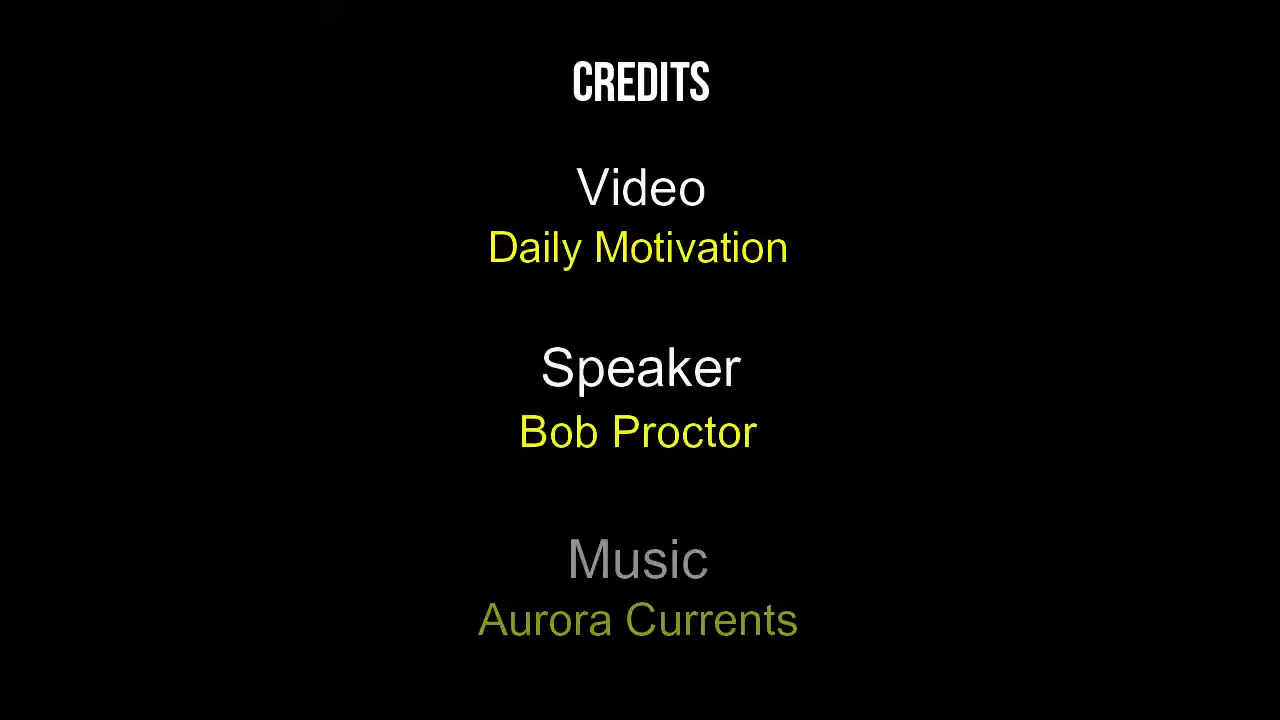 CREDITS
Video
Daily Motivation
Speaker
Bob Proctor
Music
Aurora Currents